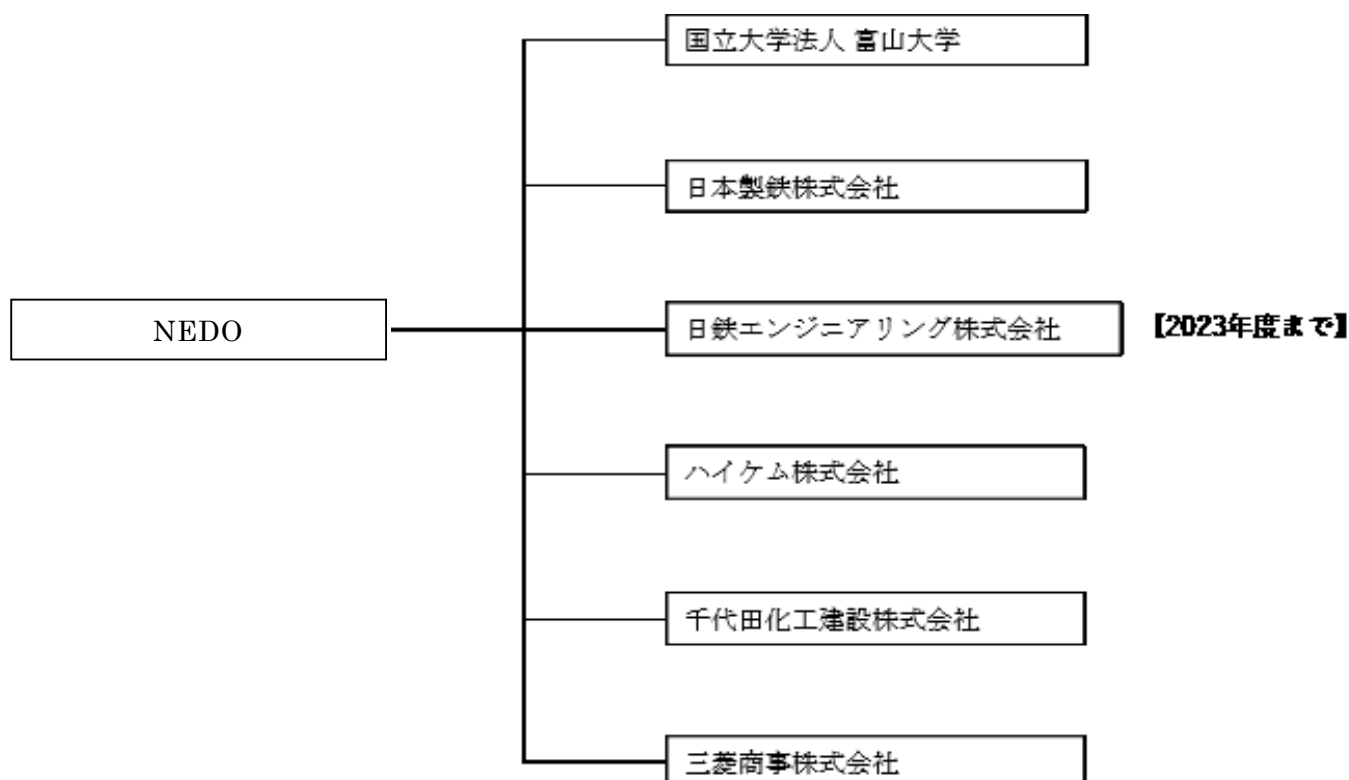 国立大学法人 富山大学
日本製鉄株式会社
NEDO
日鉄エンジニアリング株式会社 【2023年度まで】
ハイケム株式会社
千代田化工建設株式会社
三菱商事株式会社